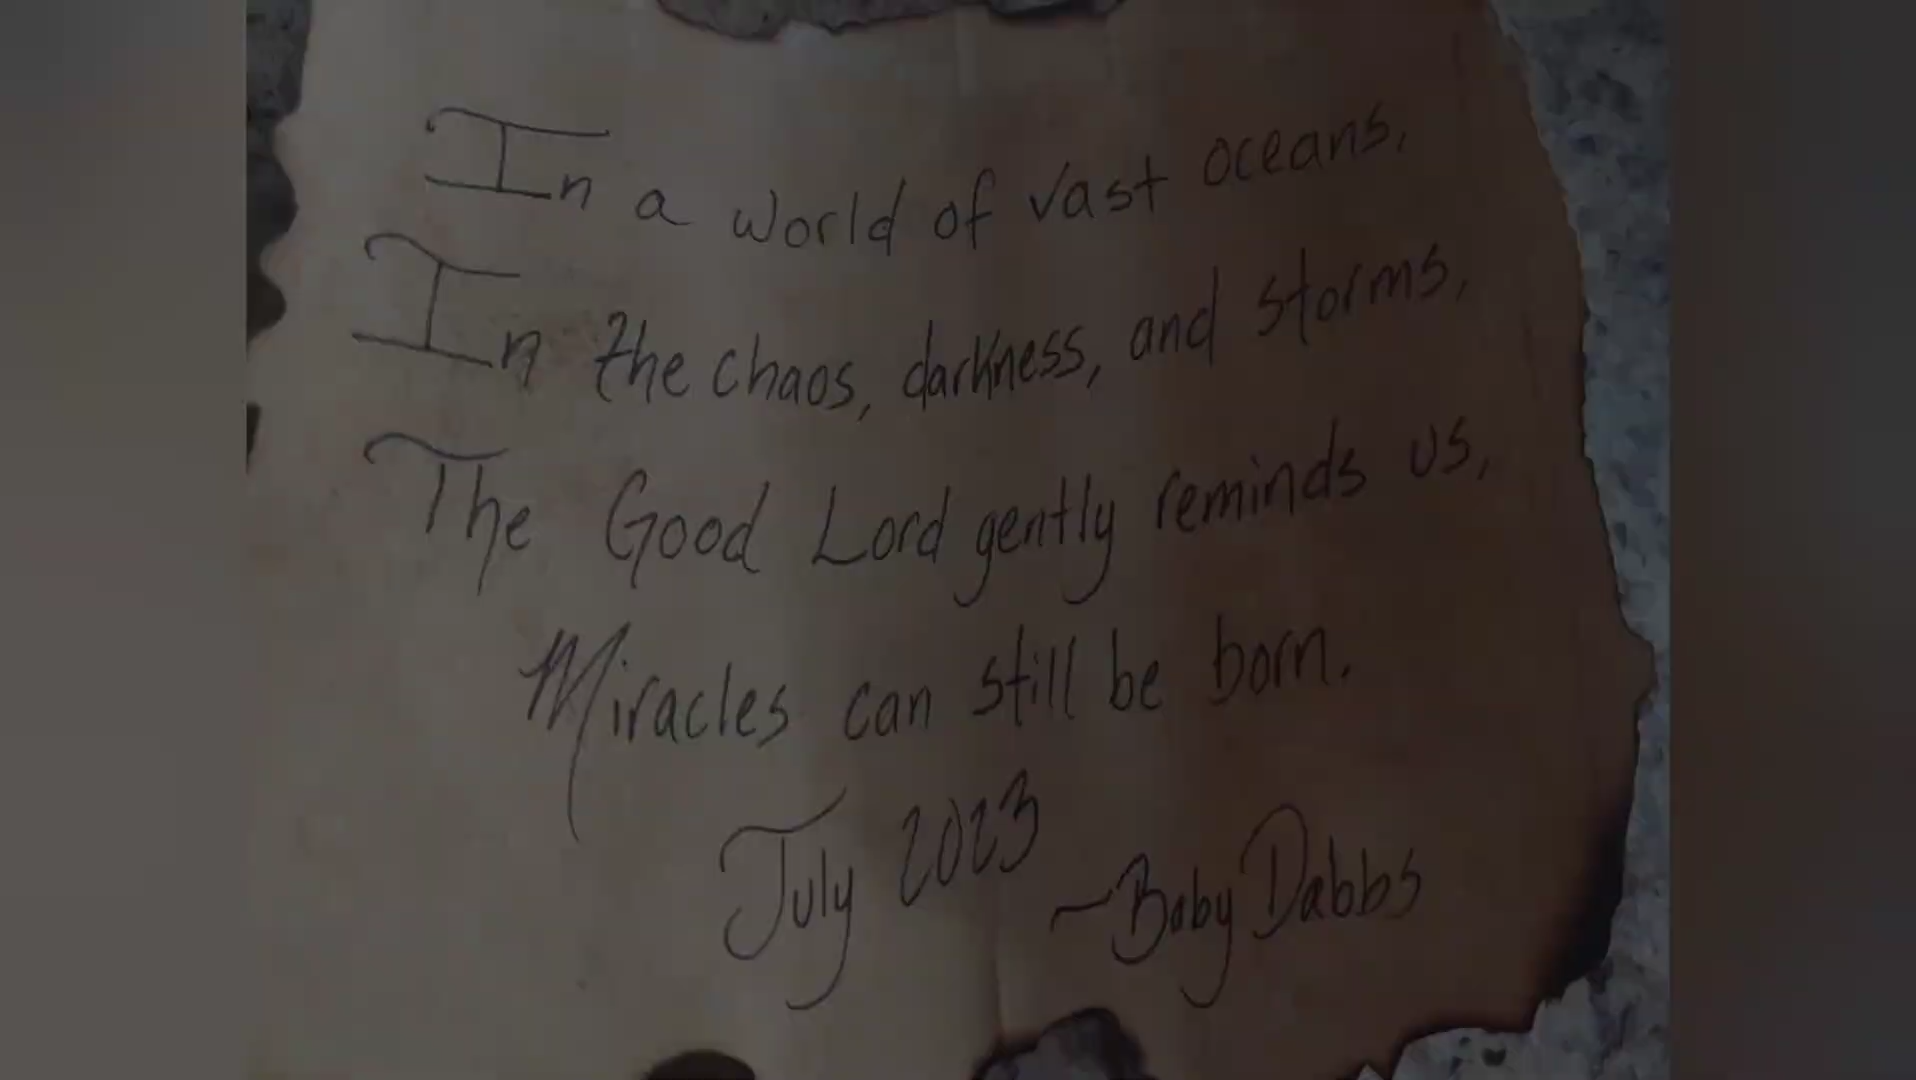 In a world of vast oceans,
In the chaos, darkness, and storms,
The Good Lord gently reminds us,
Miracles can still be born.
July 2023
~Baby Dabbs